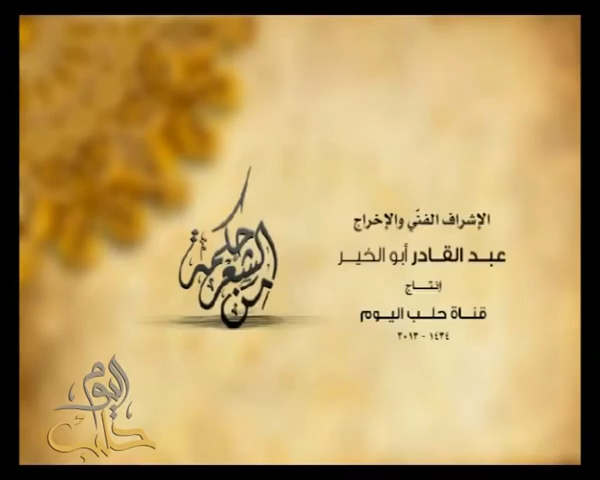 الإشراف الفنّي والإخراج
عبد القادر أبو الخير
إنتاج
قناة حلب اليوم
١٤٣٤ - ٢٠١٣
من الشعر حكمة
حلب اليوم